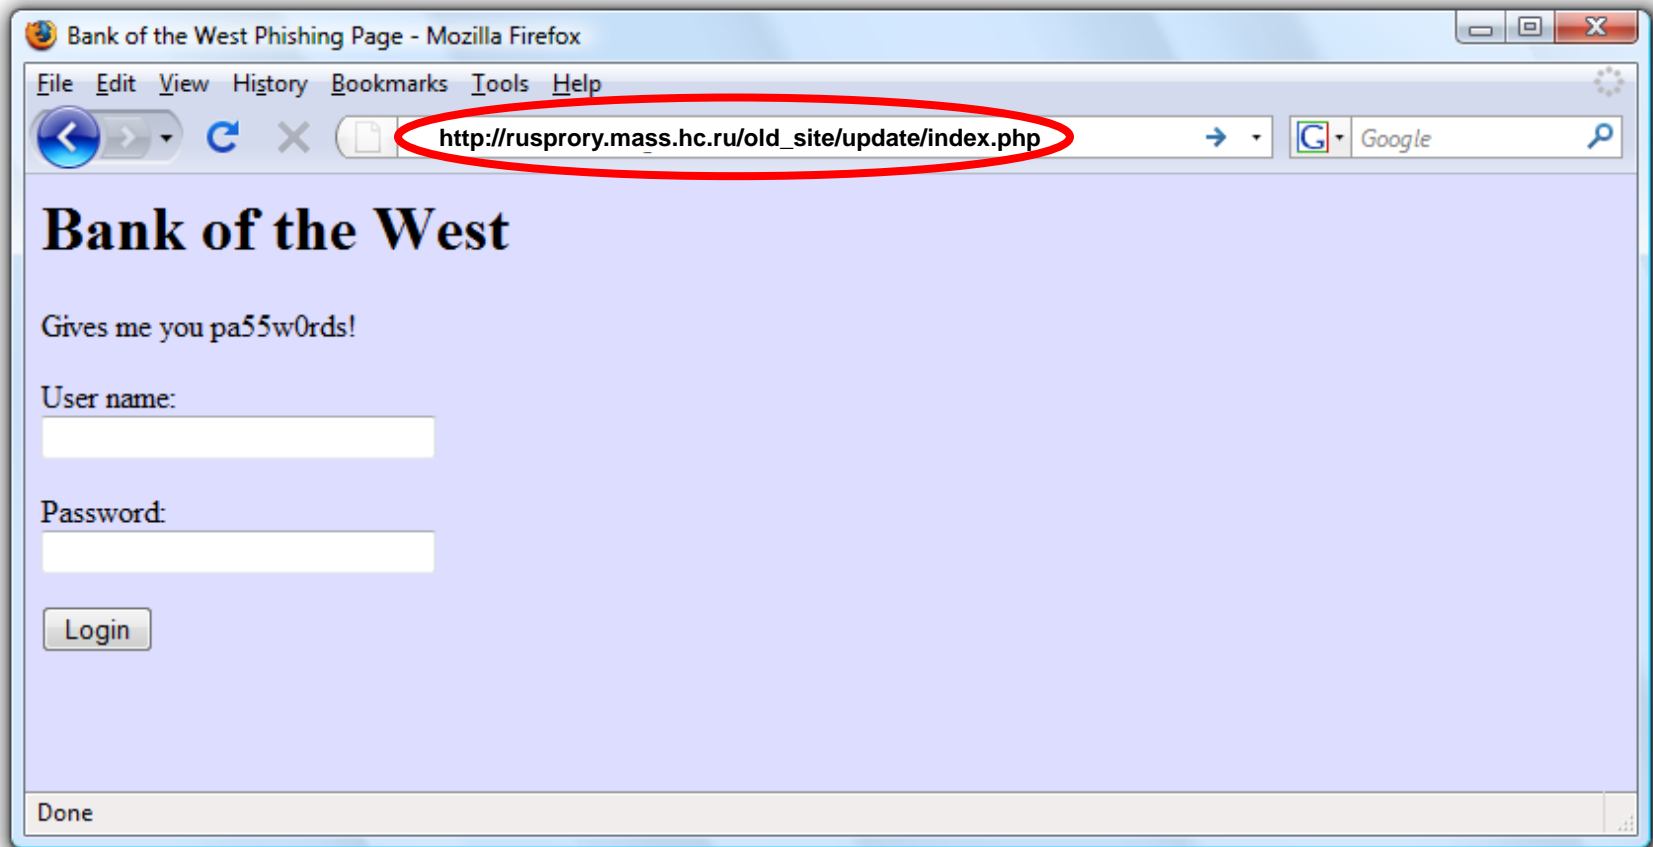 Bank of the West Phishing Page - Mozilla Firefox
File Edit View History Bookmarks Tools Help
http://rusprory.mass.hc.ru/old_site/update/index.php G Google
Bank of the West
Gives me you pa55w0rds!
User name:
Password:
Login
Done